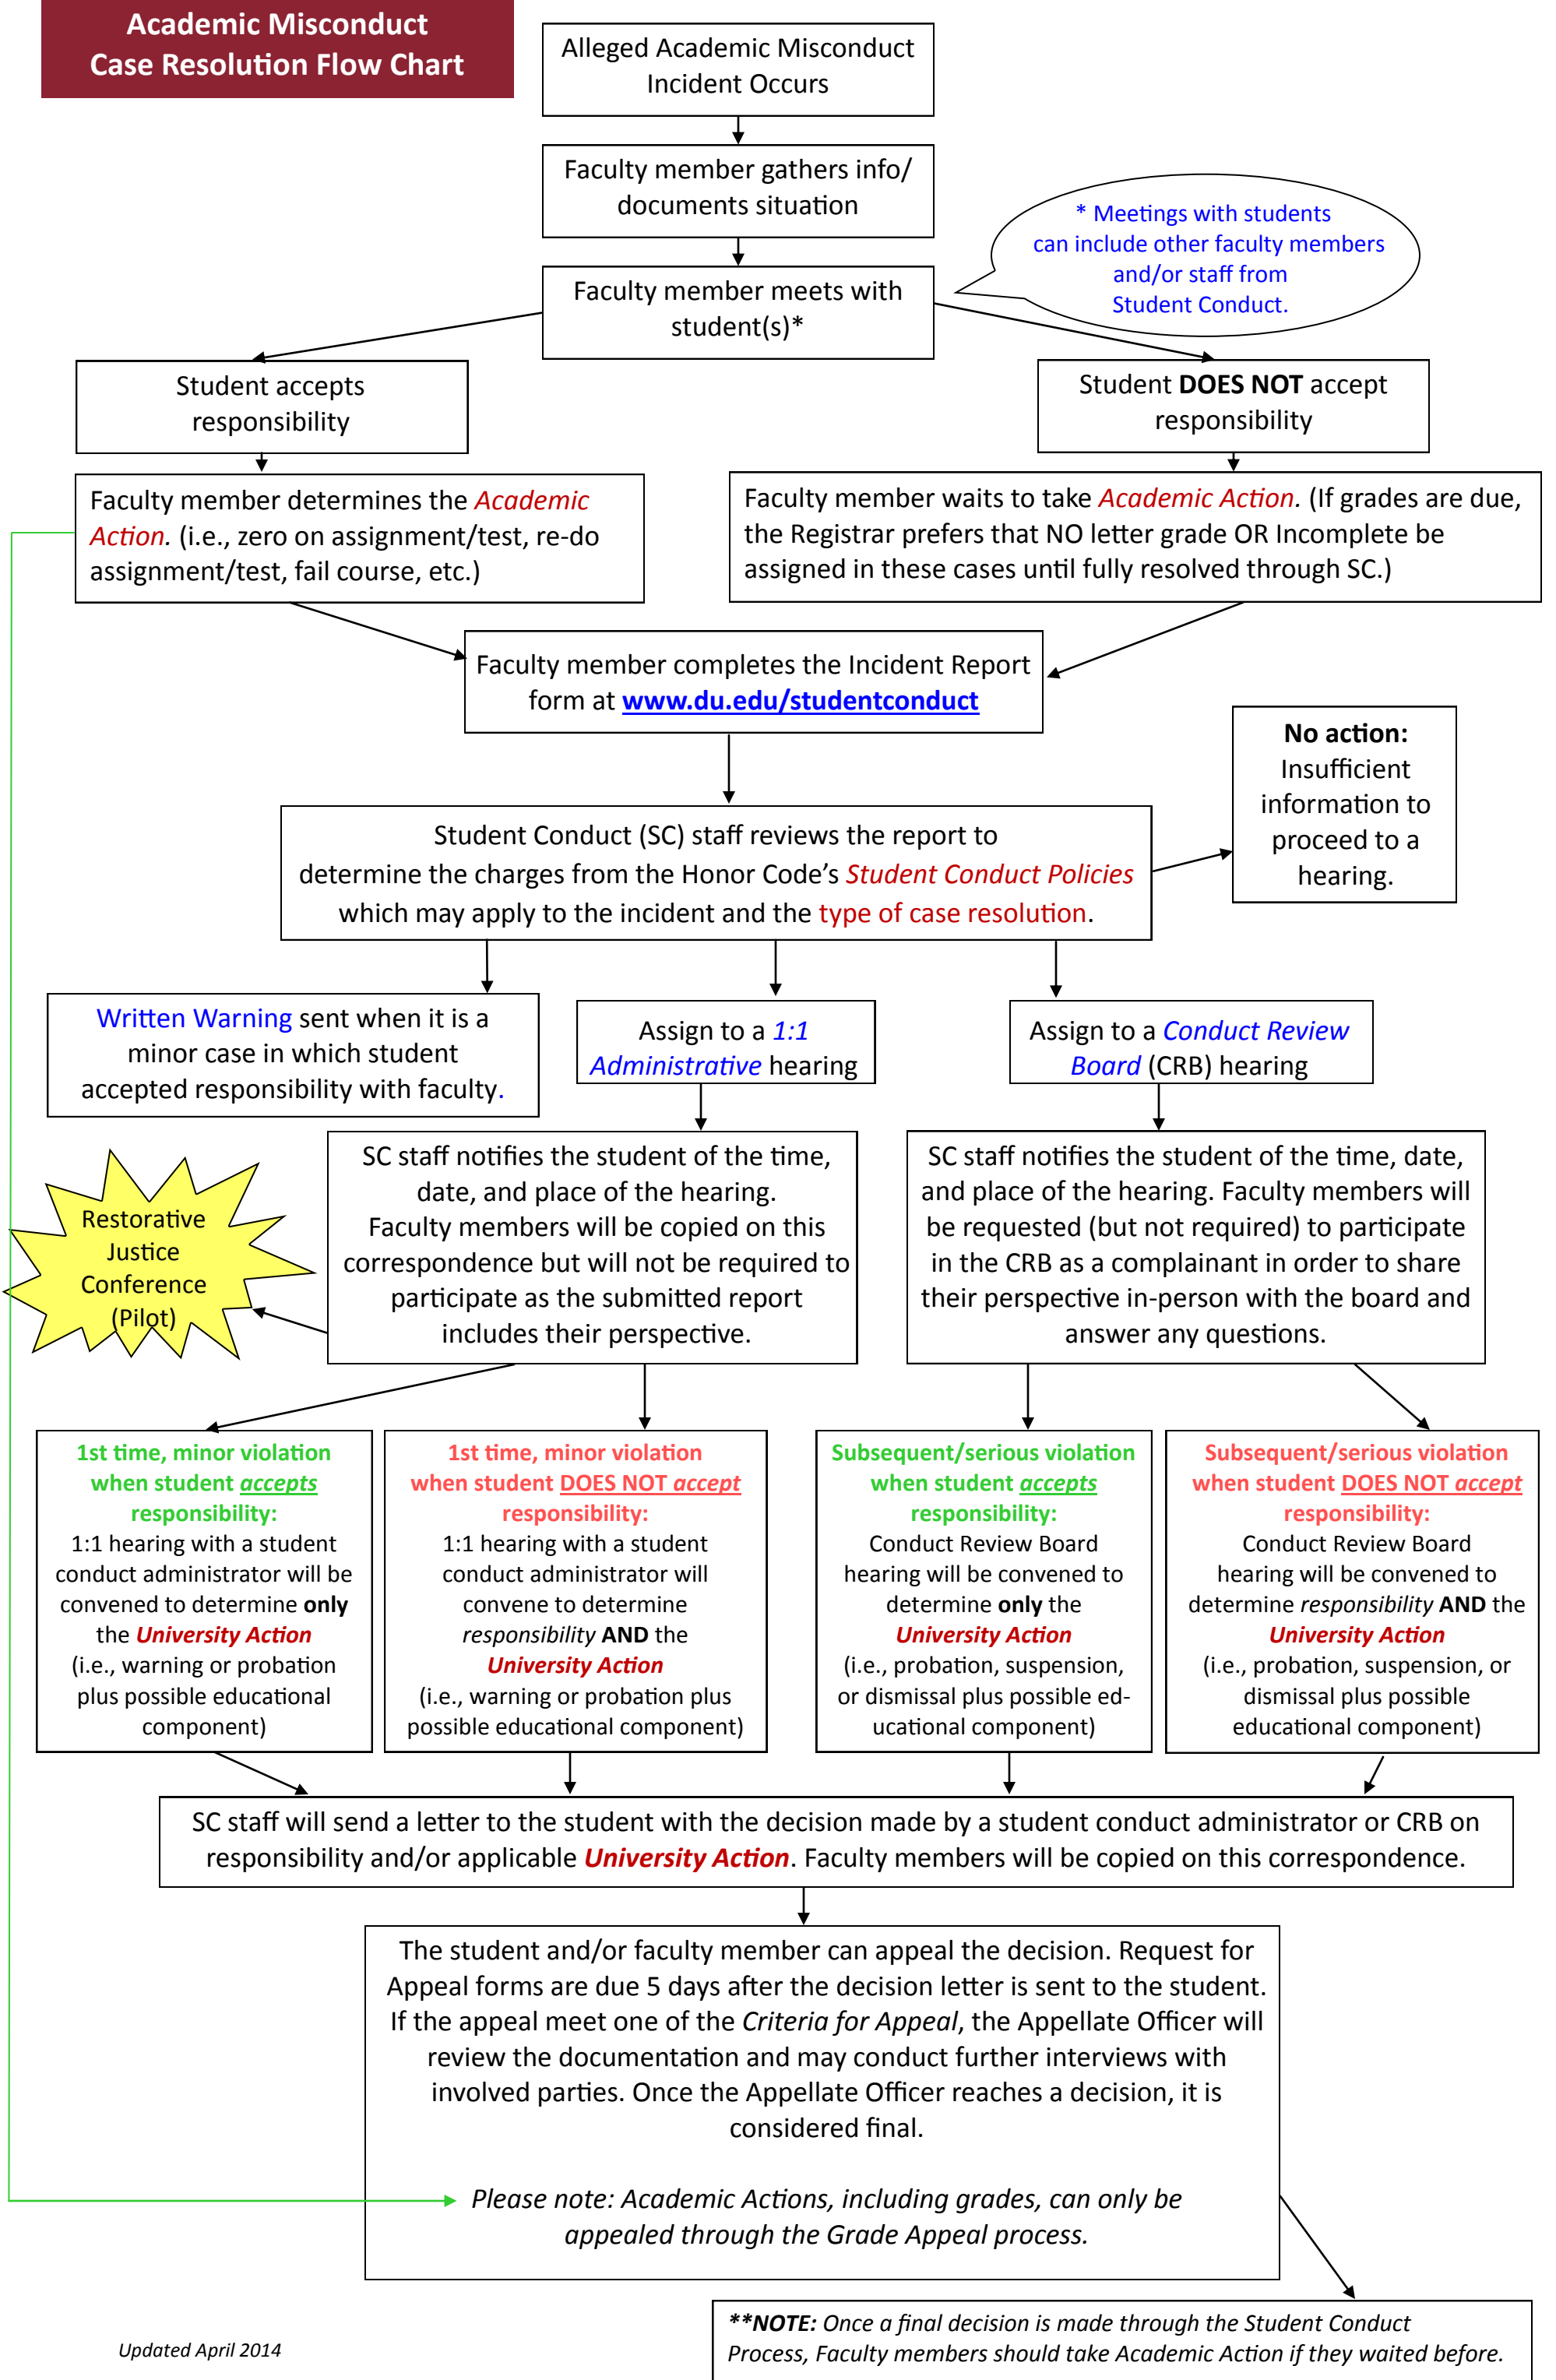 Academic Misconduct
Case Resolution Flow Chart
Alleged Academic Misconduct
Incident Occurs
Faculty member gathers info/
documents situation
* Meetings with students
can include other faculty members
and/or staff from
Student Conduct.
Faculty member meets with
student(s)*
Student accepts
responsibility
Student DOES NOT accept
responsibility
Faculty member determines the Academic
Action. (i.e., zero on assignment/test, re-do
assignment/test, fail course, etc.)
Faculty member waits to take Academic Action. (If grades are due,
the Registrar prefers that NO letter grade OR Incomplete be
assigned in these cases until fully resolved through SC.)
Faculty member completes the Incident Report
form at www.du.edu/studentconduct
No action:
Insufficient
information to
proceed to a
hearing.
Student Conduct (SC) staff reviews the report to
determine the charges from the Honor Code’s Student Conduct Policies
which may apply to the incident and the type of case resolution.
Written Warning sent when it is a
minor case in which student
accepted responsibility with faculty.
Assign to a 1:1
Administrative hearing
Assign to a Conduct Review
Board (CRB) hearing
Restorative
Justice
Conference
(Pilot)
SC staff notifies the student of the time,
date, and place of the hearing.
Faculty members will be copied on this
correspondence but will not be required to
participate as the submitted report
includes their perspective.
SC staff notifies the student of the time, date,
and place of the hearing. Faculty members will
be requested (but not required) to participate
in the CRB as a complainant in order to share
their perspective in-person with the board and
answer any questions.
1st time, minor violation
when student accepts
responsibility:
1:1 hearing with a student
conduct administrator will be
convened to determine only
the University Action
(i.e., warning or probation
plus possible educational
component)
1st time, minor violation
when student DOES NOT accept
responsibility:
1:1 hearing with a student
conduct administrator will
convene to determine
responsibility AND the
University Action
(i.e., warning or probation plus
possible educational component)
Subsequent/serious violation
when student accepts
responsibility:
Conduct Review Board
hearing will be convened to
determine only the
University Action
(i.e., probation, suspension,
or dismissal plus possible ed-
ucational component)
Subsequent/serious violation
when student DOES NOT accept
responsibility:
Conduct Review Board
hearing will be convened to
determine responsibility AND the
University Action
(i.e., probation, suspension, or
dismissal plus possible
educational component)
SC staff will send a letter to the student with the decision made by a student conduct administrator or CRB on
responsibility and/or applicable University Action. Faculty members will be copied on this correspondence.
The student and/or faculty member can appeal the decision. Request for
Appeal forms are due 5 days after the decision letter is sent to the student.
If the appeal meet one of the Criteria for Appeal, the Appellate Officer will
review the documentation and may conduct further interviews with
involved parties. Once the Appellate Officer reaches a decision, it is
considered final.
Please note: Academic Actions, including grades, can only be
appealed through the Grade Appeal process.
**NOTE: Once a final decision is made through the Student Conduct
Process, Faculty members should take Academic Action if they waited before.
Updated April 2014